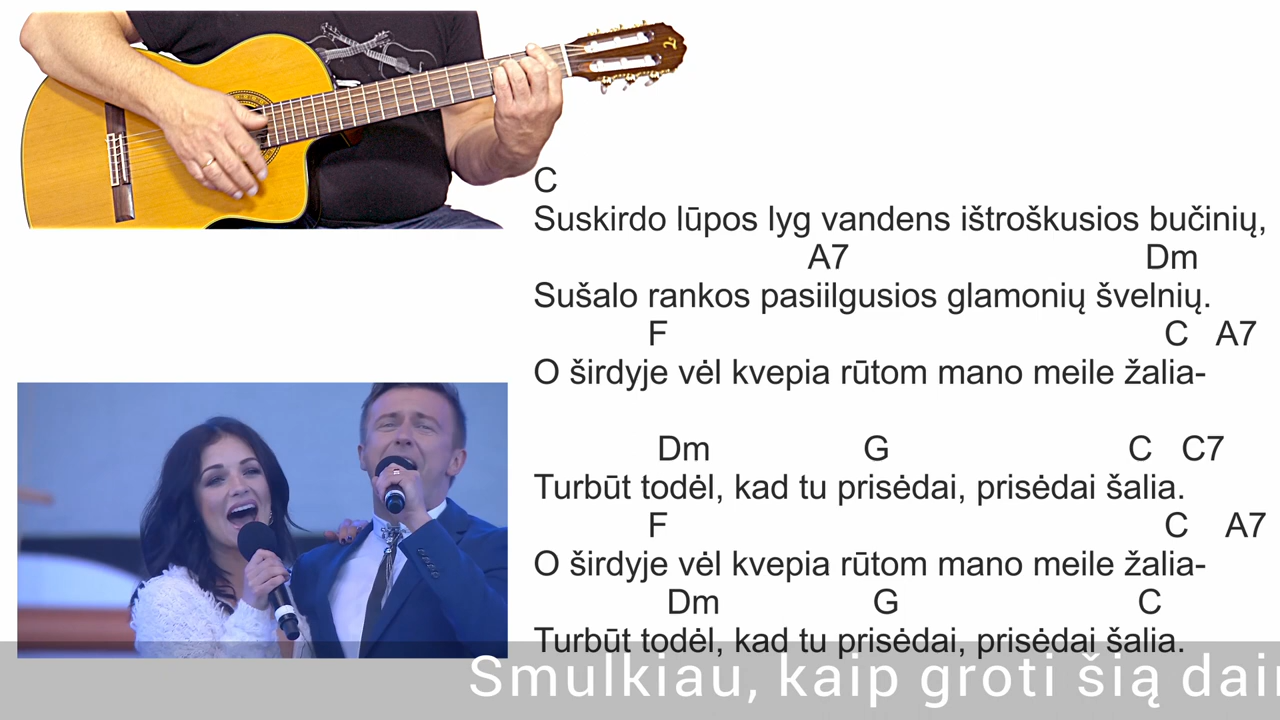 C
Suskirdo lūpos lyg vandens ištroškusios bučinių,
A7 Dm
Sušalo rankos pasiilgusios glamonių švelnių.
F C A7
O širdyje vėl kvepia rūtom mano meile žalia-
Dm G C C7
Turbūt todėl, kad tu prisėdai, prisėdai šalia.
F C A7
O širdyje vėl kvepia rūtom mano meile žalia-
Dm G C
Turbūt todėl, kad tu prisėdai, prisėdai šalia.
Smulkiau, kaip groti šią dai